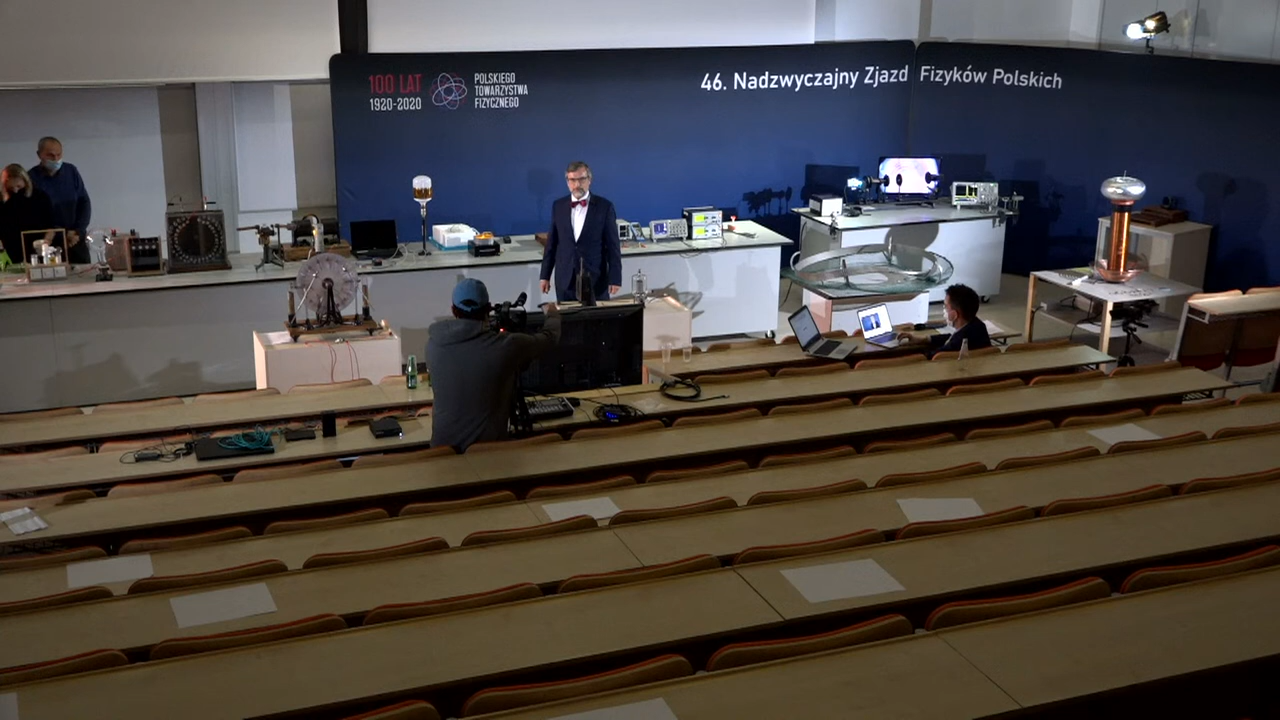 100 LAT
1920-2020
POLSKIEGO
TOWARZYSTWA
FIZYCZNEGO
46. Nadzwyczajny Zjazd Fizyków Polskich